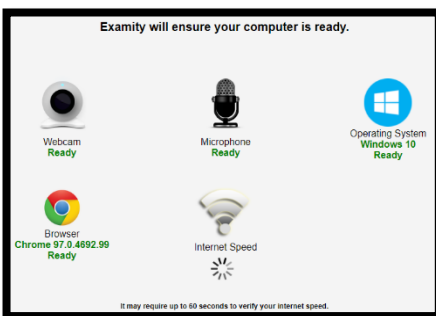 Examity will ensure your computer is ready.
Webcam
Ready
Microphone
Ready
Operating System
Windows 10
Ready
Browser
Chrome 97.0.4692.99
Ready
Internet Speed
It may require up to 60 seconds to verify your internet speed.